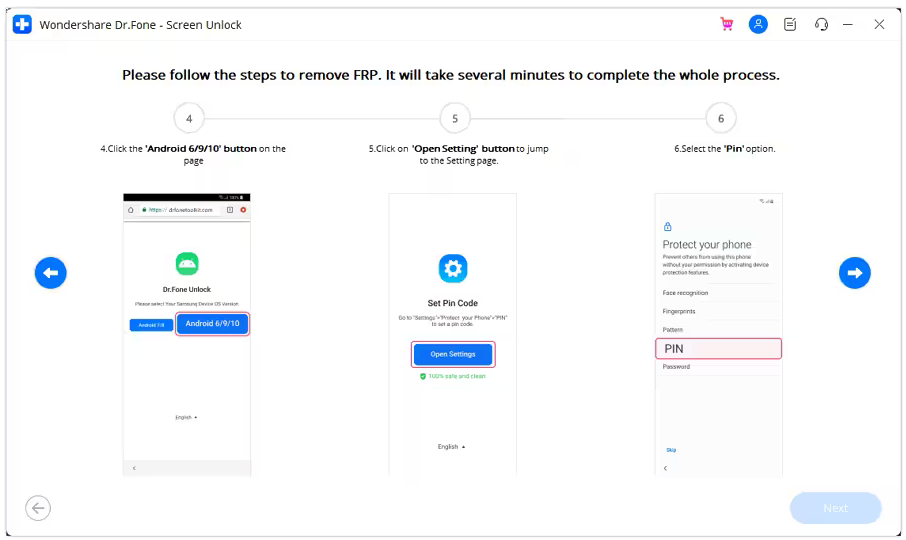 Wondershare Dr.Fone - Screen Unlock
Please follow the steps to remove FRP. It will take several minutes to complete the whole process.
4
5
6
4.Click the 'Android 6/9/10' button on the
page
5.Click on 'Open Setting' button to jump
to the Setting page.
6.Select the 'Pin' option.
https://drfonetoolkit.com
Dr.Fone Unlock
Please select Your Samsung Device OS Version
Android 7/8
Android 6/9/10
English
Set Pin Code
Go to "Settings">"Protect your Phone">"PIN"
to set a pin code.
Open Settings
100% safe and clean
English
Protect your phone
Prevent others from using this phone
without your permission by activating device
protection features.
Face recognition
Fingerprints
Pattern
PIN
Password
Skip
Next